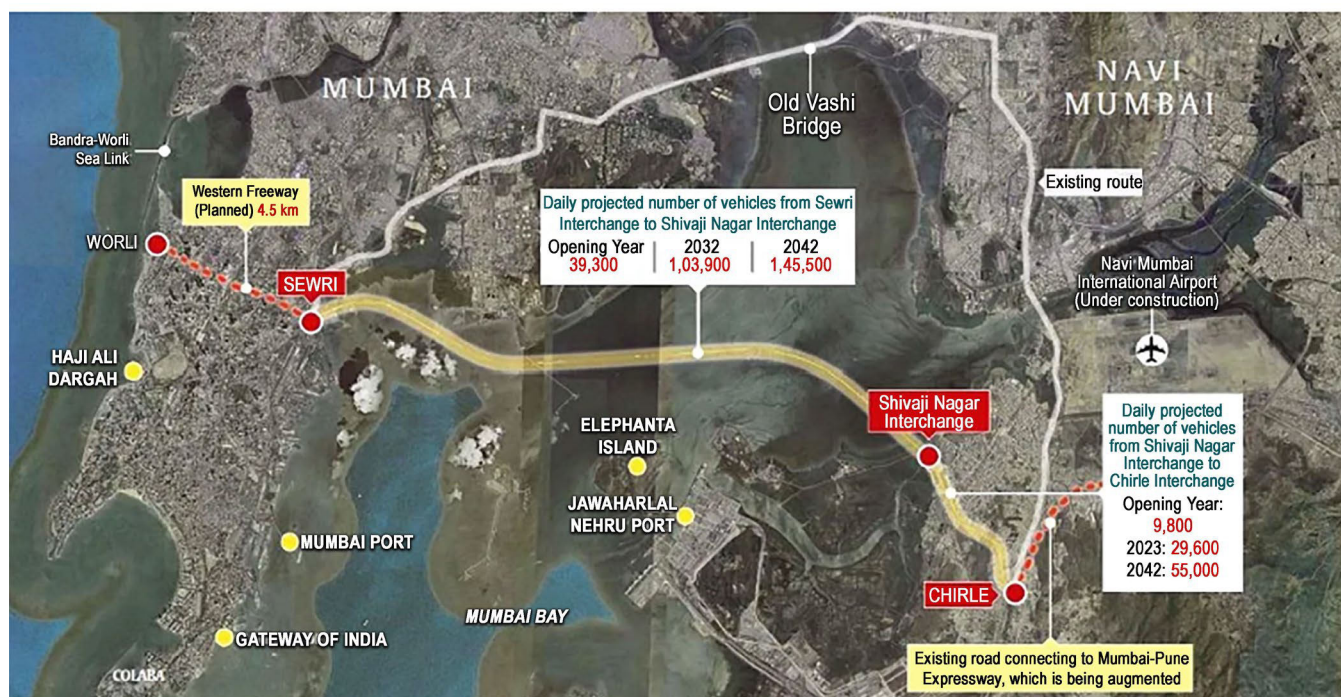 MUMBAI
NAVI
MUMBAI
Old Vashi
Bridge
Bandra-Worli
Sea Link
Existing route
Western Freeway
(Planned) 4.5 km
Daily projected number of vehicles from Sewri
Interchange to Shivaji Nagar Interchange
Opening Year 2032 2042
39,300 1,03,900 1,45,500
WORLI
SEWRI
Navi Mumbai
International Airport
(Under construction)
HAJI ALI
DARGAH
Shivaji Nagar
Interchange
Daily projected
number of vehicles
from Shivaji Nagar
Interchange to
Chirle Interchange
Opening Year:
9,800
2023: 29,600
2042: 55,000
ELEPHANTA
ISLAND
JAWAHARLAL
NEHRU PORT
MUMBAI PORT
CHIRLE
MUMBAI BAY
GATEWAY OF INDIA
COLABA
Existing road connecting to Mumbai-Pune
Expressway, which is being augmented